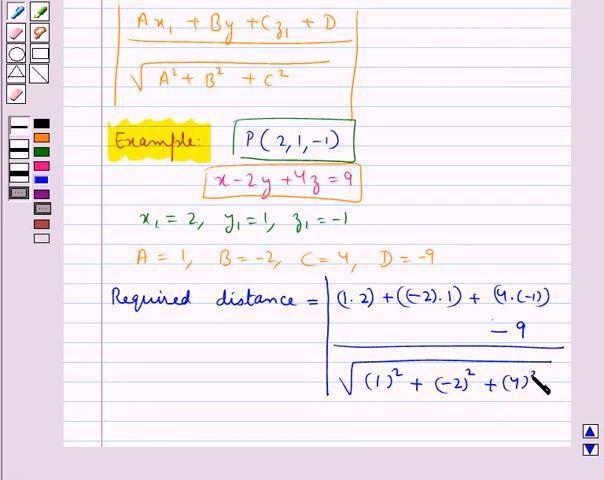 | Ax₁ + By + Cz₁ + D |
√ A² + B² + C²
Example: P(2,1,-1)
x-2y+4z=9
x₁=2, y₁=1, z₁=-1
A=1, B=-2, C=4, D=-9
Required distance = | (1.2) + ((-2).1) + (4.(-1))
- 9
√ (1)² + (-2)² + (4)²